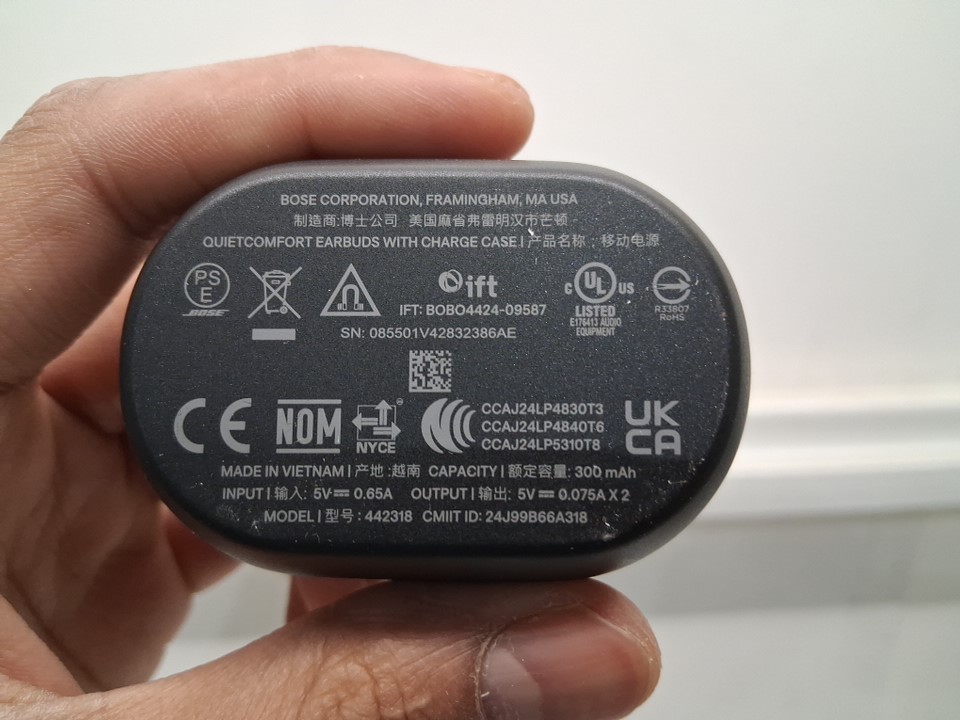 BOSE CORPORATION, FRAMINGHAM, MA USA
制造商:博士公司 美国麻省弗雷明汉市芒顿
QUIETCOMFORT EARBUDS WITH CHARGE CASE | 产品名称：移动电源
PS
E
BOSE
ift
IFT: BOBO4424-09587
c UL US
LISTED
E176413 AUDIO
EQUIPMENT
R33807
RoHS
SN: 085501V42832386AE
CE
NOM
NYCE
CCAJ24LP4830T3
CCAJ24LP4840T6
CCAJ24LP5310T8
UK
CA
MADE IN VIETNAM | 产地 :越南 CAPACITY | 额定容量: 300 mAh
INPUT | 输入: 5V⎓ 0.65A OUTPUT | 输出: 5V⎓ 0.075A X 2
MODEL | 型号 : 442318 CMIIT ID: 24J99B66A318